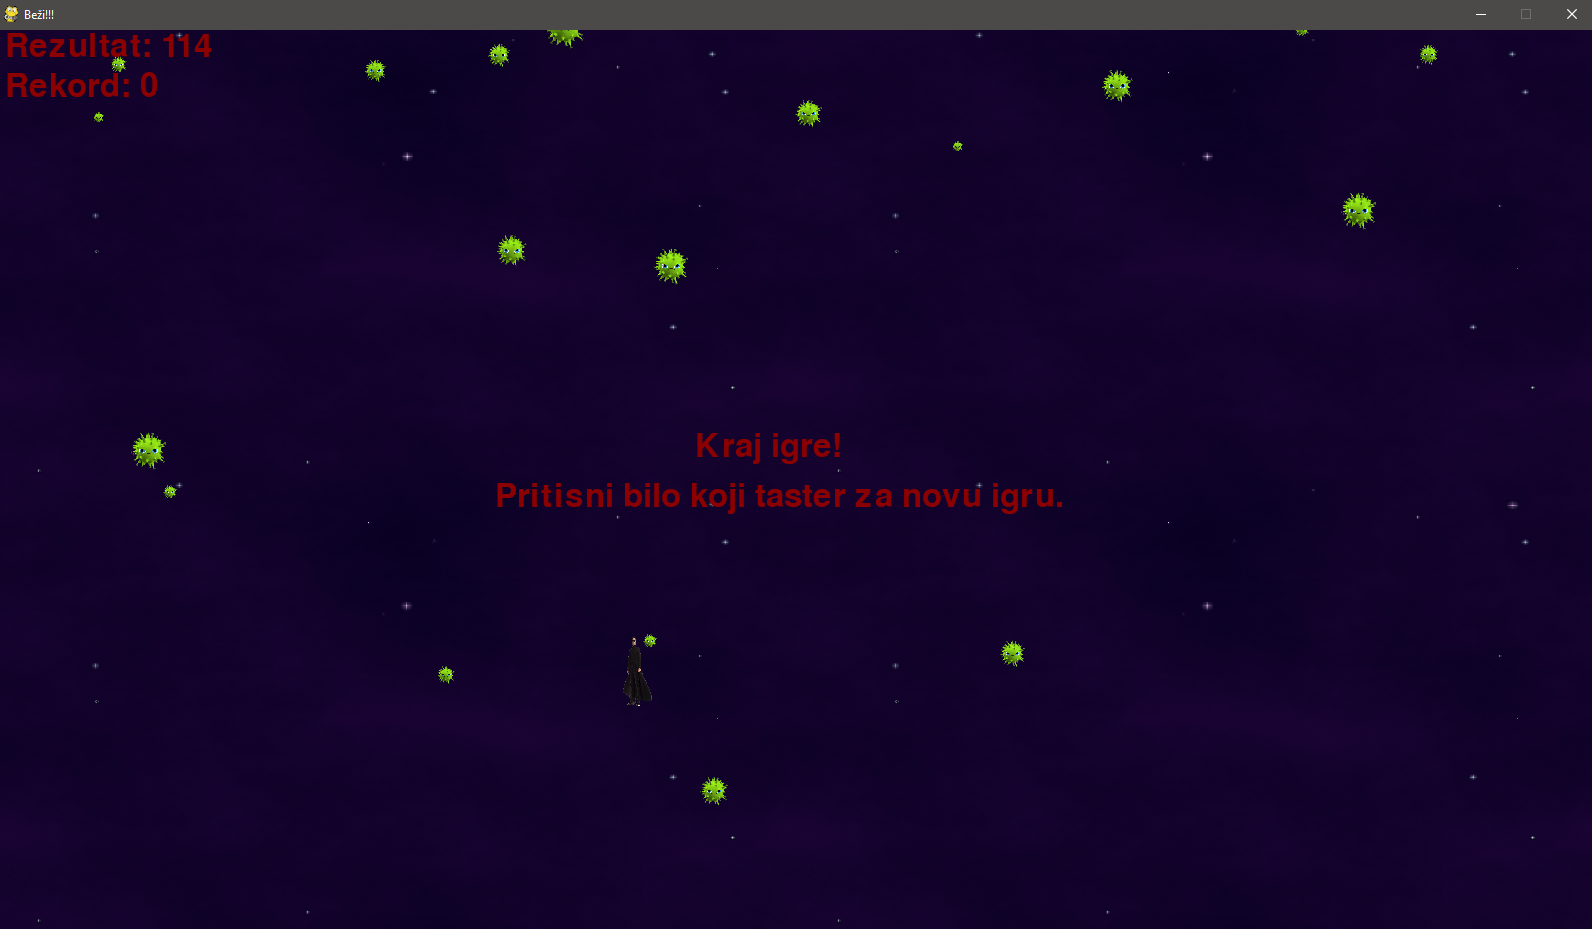 Beži!!!
Rezultat: 114
Rekord: 0
Kraj igre!
Pritisni bilo koji taster za novu igru.